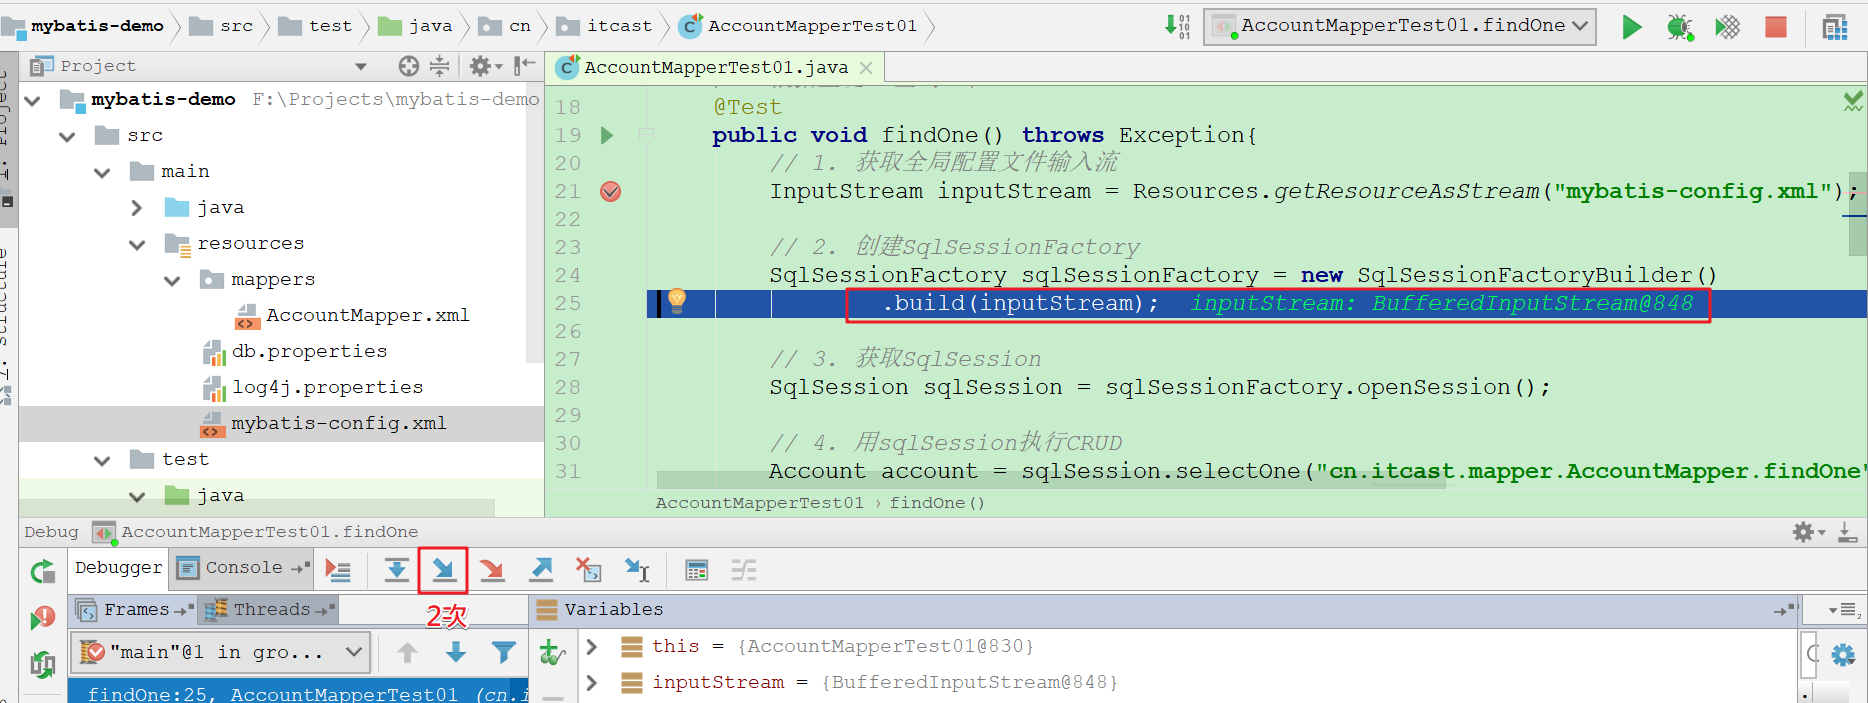 mybatis-demo src test java cn itcast AccountMapperTest01
AccountMapperTest01.findOne
Project
AccountMapperTest01.java
1: Project
7: Structure
mybatis-demo F:\Projects\mybatis-demo
src
main
java
resources
mappers
AccountMapper.xml
db.properties
log4j.properties
mybatis-config.xml
test
java
18 @Test
19 public void findOne() throws Exception{
20 // 1. 获取全局配置文件输入流
21 InputStream inputStream = Resources.getResourceAsStream("mybatis-config.xml");
22
23 // 2. 创建SqlSessionFactory
24 SqlSessionFactory sqlSessionFactory = new SqlSessionFactoryBuilder()
25 .build(inputStream); inputStream: BufferedInputStream@848
26
27 // 3. 获取SqlSession
28 SqlSession sqlSession = sqlSessionFactory.openSession();
29
30 // 4. 用sqlSession执行CRUD
31 Account account = sqlSession.selectOne("cn.itcast.mapper.AccountMapper.findOne"
AccountMapperTest01 › findOne()
Debug AccountMapperTest01.findOne
Debugger Console
2次
Frames Threads
Variables
"main"@1 in gro...
this = {AccountMapperTest01@830}
inputStream = {BufferedInputStream@848}
findOne:25, AccountMapperTest01 (cn.i